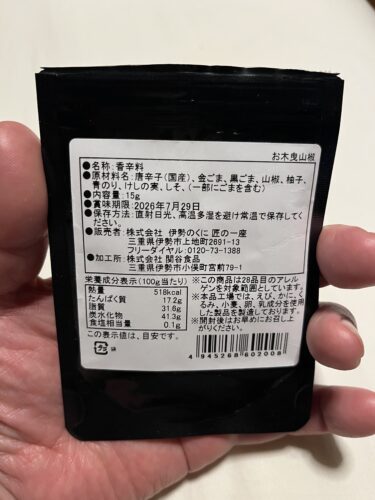 お木曳山椒
●名称：香辛料
●原材料名：唐辛子（国産）、金ごま、黒ごま、山椒、柚子、
青のり、けしの実、しそ、（一部にごまを含む）
●内容量：15g
●賞味期限：2026年7月29日
●保存方法：直射日光、高温多湿を避け常温で保存してください。
●販売者：株式会社 伊勢のくに 匠の一座
三重県伊勢市上地町2691-13
フリーダイヤル：0120-73-1388
●加工所：株式会社 関谷食品
三重県伊勢市小俣町宮前79-1
栄養成分表示（100g当たり）
熱量 518kcal
たんぱく質 17.2g
脂質 31.6g
炭水化物 41.3g
食塩相当量 0.1g
この表示値は、目安です。
※この商品は28品目のアレル
ゲンを対象範囲としています。
※本品工場では、えび、かに、く
るみ、小麦、卵、乳成分を使用
した製品を製造しております。
※開封後はお早めにお召し上
がりください。
プラ
袋
4945268602008